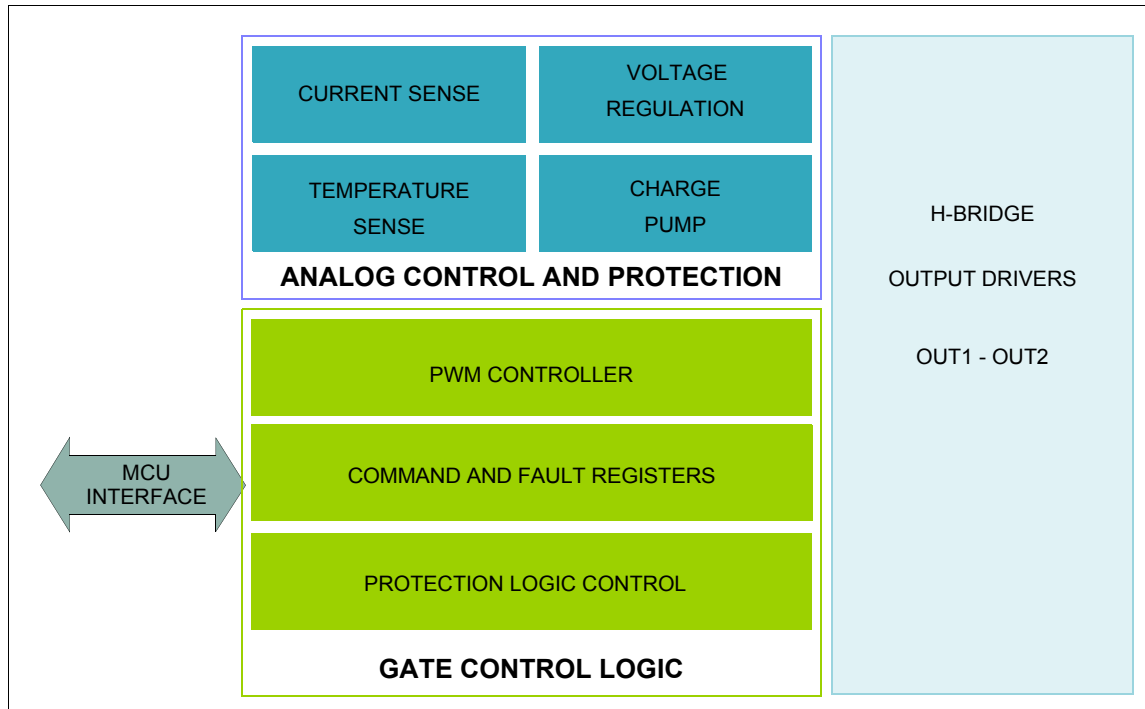 CURRENT SENSE
VOLTAGE
REGULATION
TEMPERATURE
SENSE
CHARGE
PUMP
ANALOG CONTROL AND PROTECTION
PWM CONTROLLER
COMMAND AND FAULT REGISTERS
PROTECTION LOGIC CONTROL
GATE CONTROL LOGIC
MCU
INTERFACE
H-BRIDGE
OUTPUT DRIVERS
OUT1 - OUT2